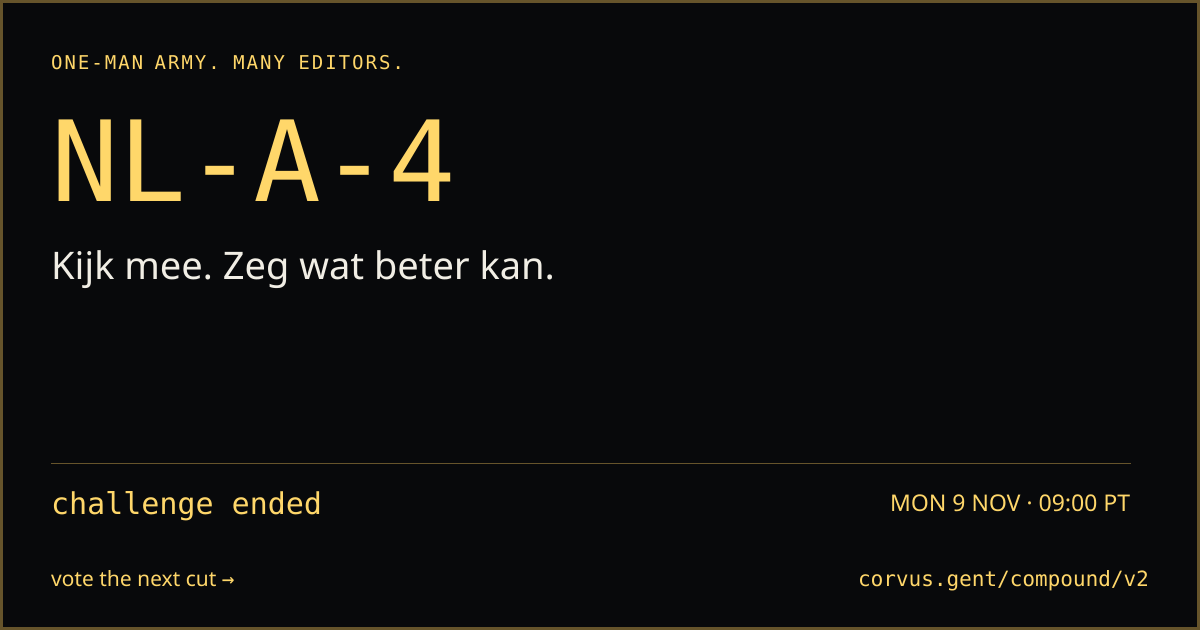 ONE-MAN ARMY. MANY EDITORS.
NL-A-4
Kijk mee. Zeg wat beter kan.
challenge ended
MON 9 NOV · 09:00 PT
vote the next cut →
corvus.gent/compound/v2